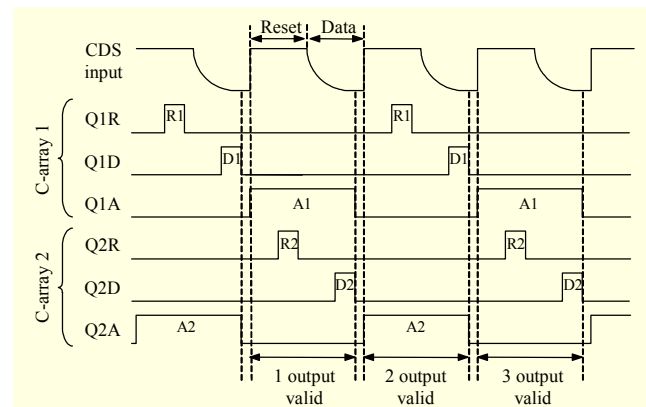 Reset Data
CDS
input
C-array 1
Q1R R1 R1
Q1D D1 D1
Q1A A1 A1
C-array 2
Q2R R2 R2
Q2D D2 D2
Q2A A2 A2
1 output
valid
2 output
valid
3 output
valid